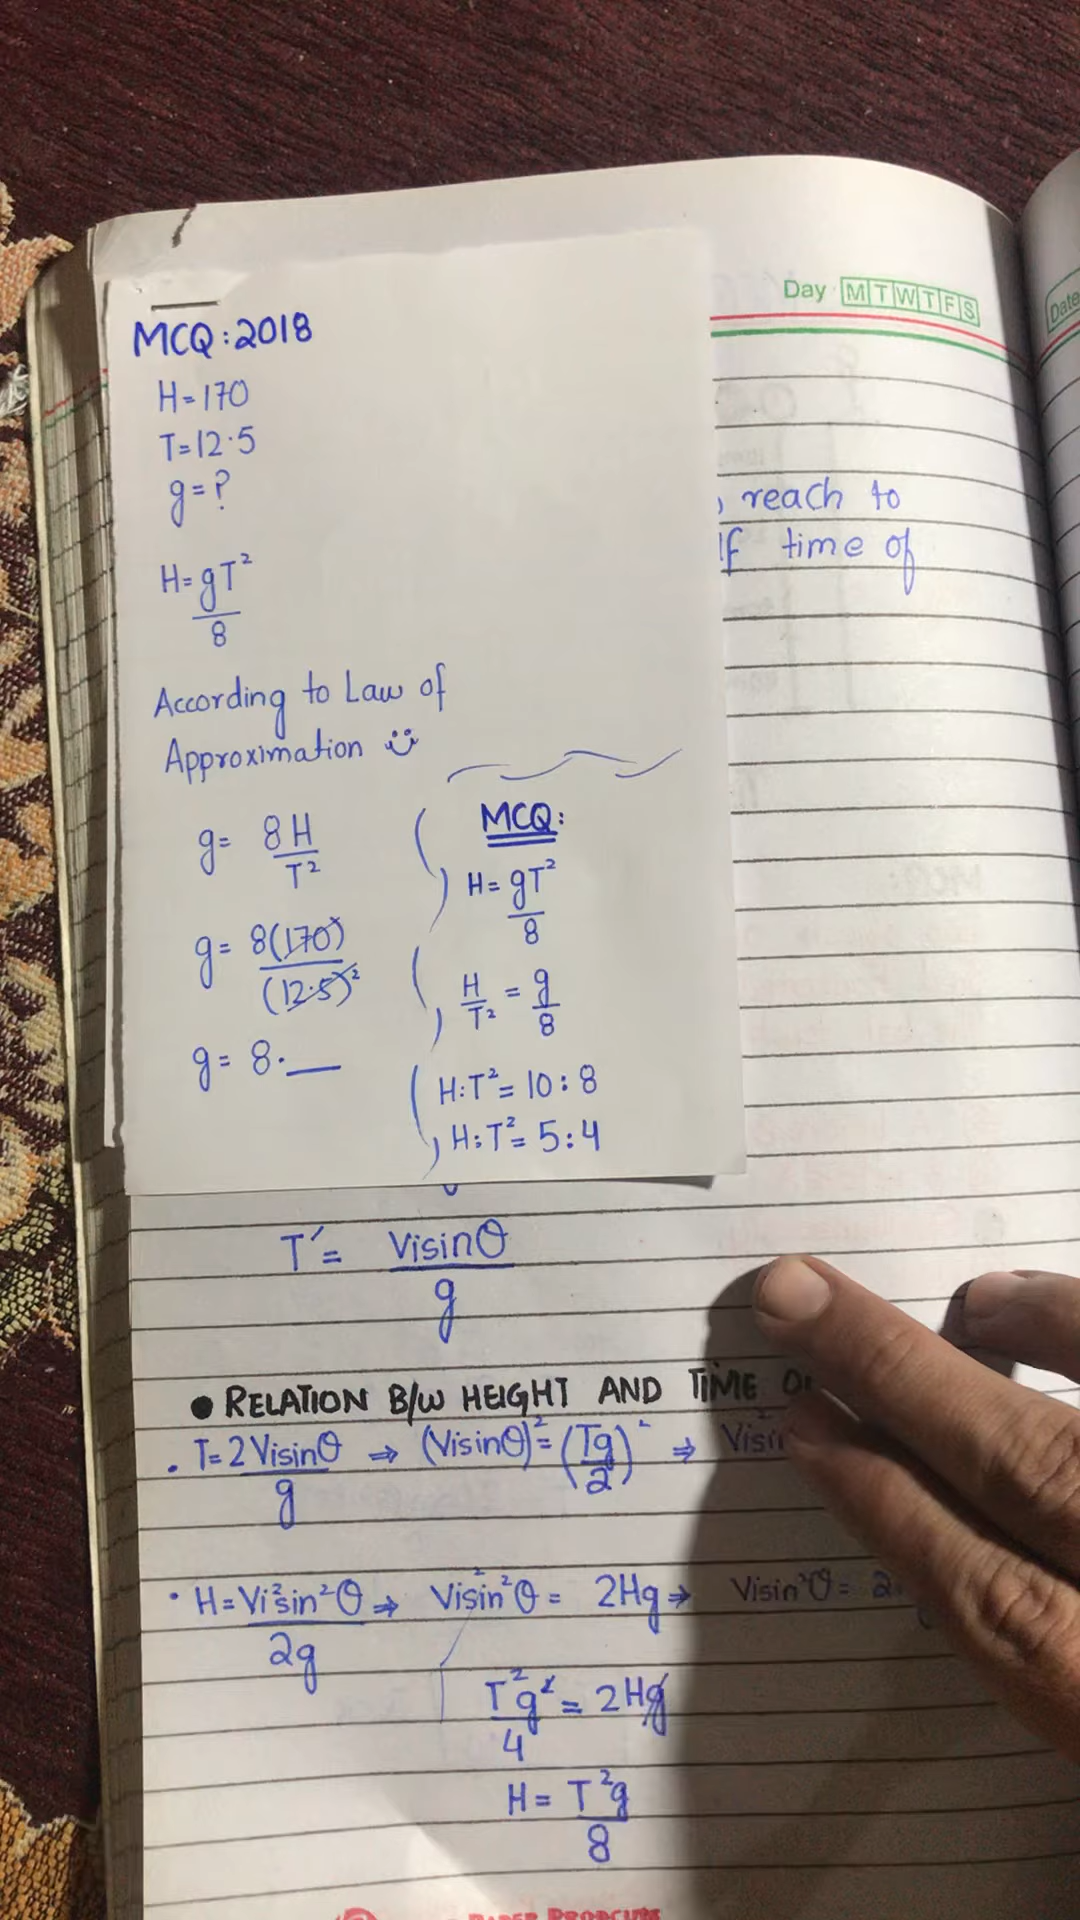 Day M T W T F S
Date
MCQ:2018
H=170
T=12.5
g=?
H=gT²/8
According to Law of
Approximation
g= 8H/T²
g= 8(170)/(12.5)²
g= 8.__
MCQ:
H=gT²/8
H/T² = g/8
H:T²= 10:8
H:T²= 5:4
, reach to
time of
T′= Visinθ/g
• RELATION B/W HEIGHT AND TIME
• T=2Visinθ/g ⇒ (Visinθ)²=(Tg/2)² ⇒
• H=Vi²sin²θ/2g ⇒ Vi²sin²θ= 2Hg⇒ Visin²θ= 2
T²g²/4 = 2Hg
H= T²g/8